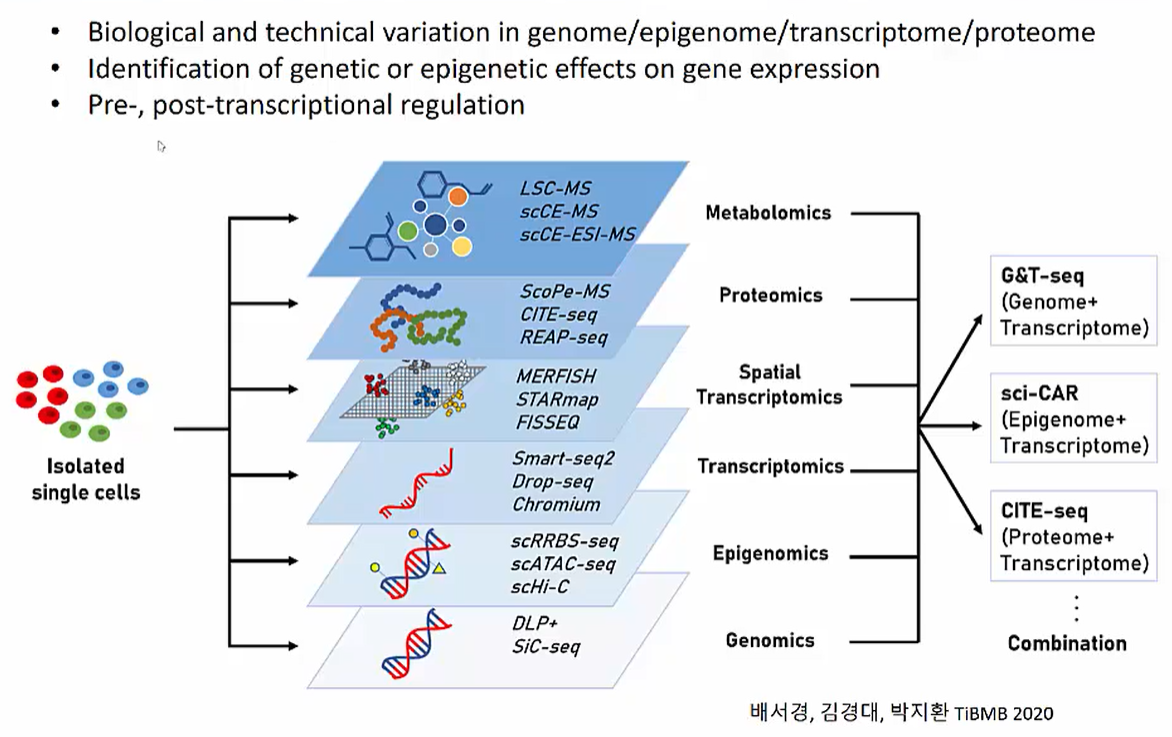 • Biological and technical variation in genome/epigenome/transcriptome/proteome
• Identification of genetic or epigenetic effects on gene expression
• Pre-, post-transcriptional regulation
LSC-MS
scCE-MS
scCE-ESI-MS
Metabolomics
ScoPe-MS
CITE-seq
REAP-seq
Proteomics
MERFISH
STARmap
FISSEQ
Spatial
Transcriptomics
Smart-seq2
Drop-seq
Chromium
Transcriptomics
scRRBS-seq
scATAC-seq
scHi-C
Epigenomics
DLP+
SiC-seq
Genomics
Isolated
single cells
G&T-seq
(Genome+
Transcriptome)
sci-CAR
(Epigenome+
Transcriptome)
CITE-seq
(Proteome+
Transcriptome)
Combination
배서경, 김경대, 박지환 TiBMB 2020